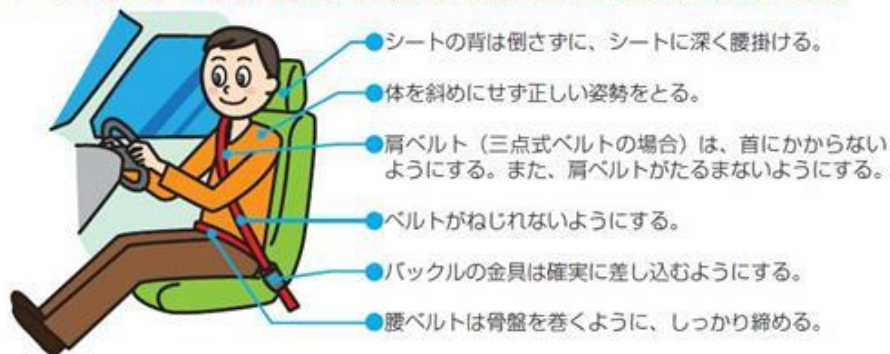 シートの背は倒さずに、シートに深く腰掛ける。
体を斜めにせず正しい姿勢をとる。
肩ベルト（三点式ベルトの場合）は、首にかからない
ようにする。また、肩ベルトがたるまないようにする。
ベルトがねじれないようにする。
バックルの金具は確実に差し込むようにする。
腰ベルトは骨盤を巻くように、しっかり締める。